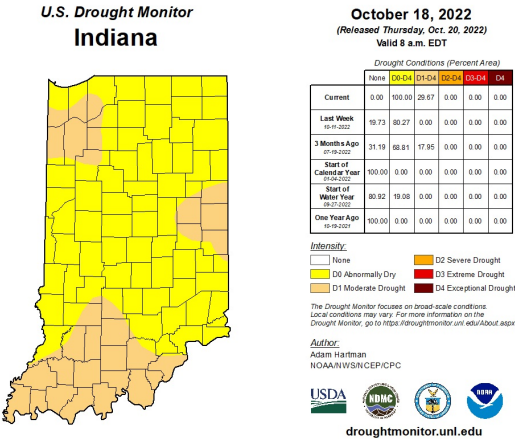 U.S. Drought Monitor
Indiana
October 18, 2022
(Released Thursday, Oct. 20, 2022)
Valid 8 a.m. EDT
Drought Conditions (Percent Area)
None D0-D4 D1-D4 D2-D4 D3-D4 D4
Current 0.00 100.00 29.67 0.00 0.00 0.00
Last Week 10-11-2022 19.73 80.27 0.00 0.00 0.00 0.00
3 Months Ago 07-19-2022 31.19 68.81 17.95 0.00 0.00 0.00
Start of Calendar Year 01-04-2022 100.00 0.00 0.00 0.00 0.00 0.00
Start of Water Year 09-27-2022 80.92 19.08 0.00 0.00 0.00 0.00
One Year Ago 10-19-2021 100.00 0.00 0.00 0.00 0.00 0.00
Intensity:
None
D0 Abnormally Dry
D1 Moderate Drought
D2 Severe Drought
D3 Extreme Drought
D4 Exceptional Drought
The Drought Monitor focuses on broad-scale conditions.
Local conditions may vary. For more information on the
Drought Monitor, go to https://droughtmonitor.unl.edu/About.aspx
Author:
Adam Hartman
NOAA/NWS/NCEP/CPC
USDA
NDMC
NOAA
droughtmonitor.unl.edu